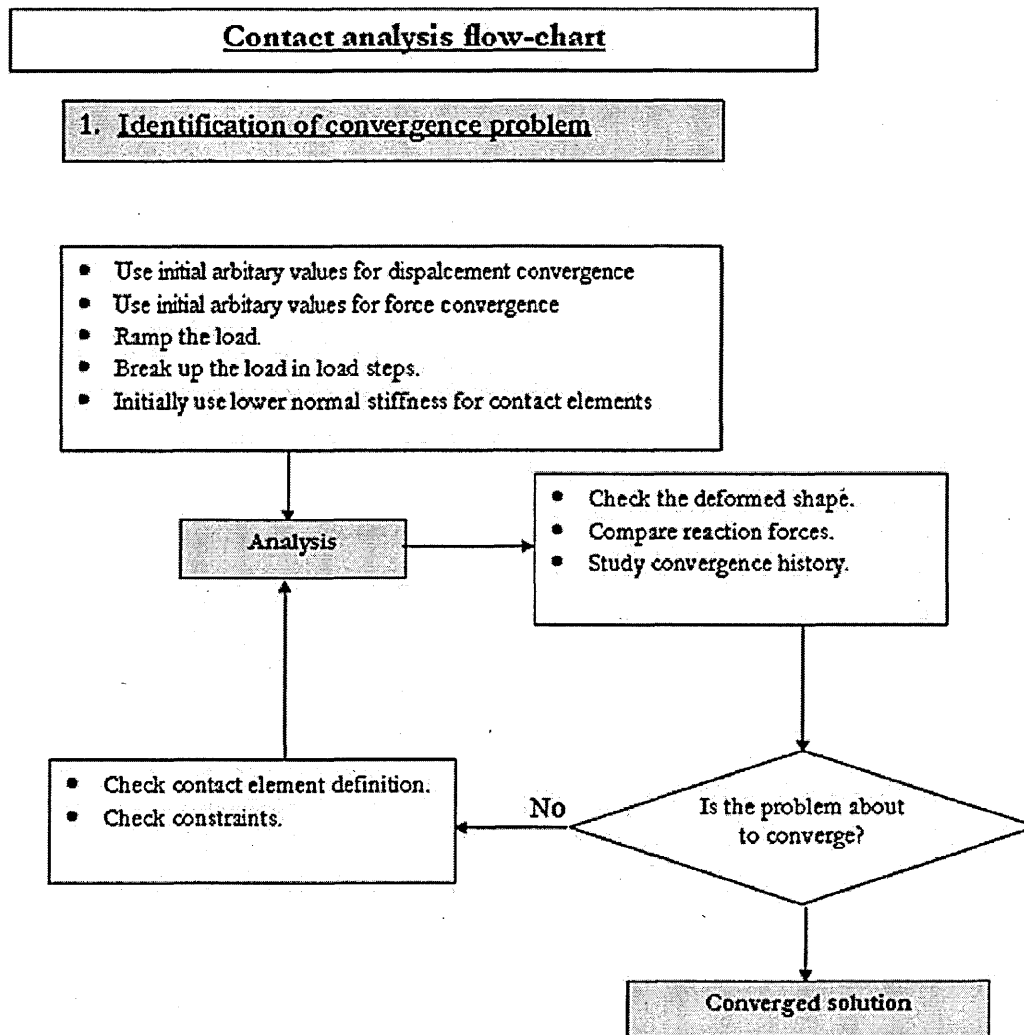 Contact analysis flow-chart
1. Identification of convergence problem
• Use initial arbitary values for dispalcement convergence
• Use initial arbitary values for force convergence
• Ramp the load.
• Break up the load in load steps.
• Initially use lower normal stiffness for contact elements
• Check the deformed shape.
• Compare reaction forces.
• Study convergence history.
Analysis
• Check contact element definition.
• Check constraints.
No
Is the problem about
to converge?
Converged solution